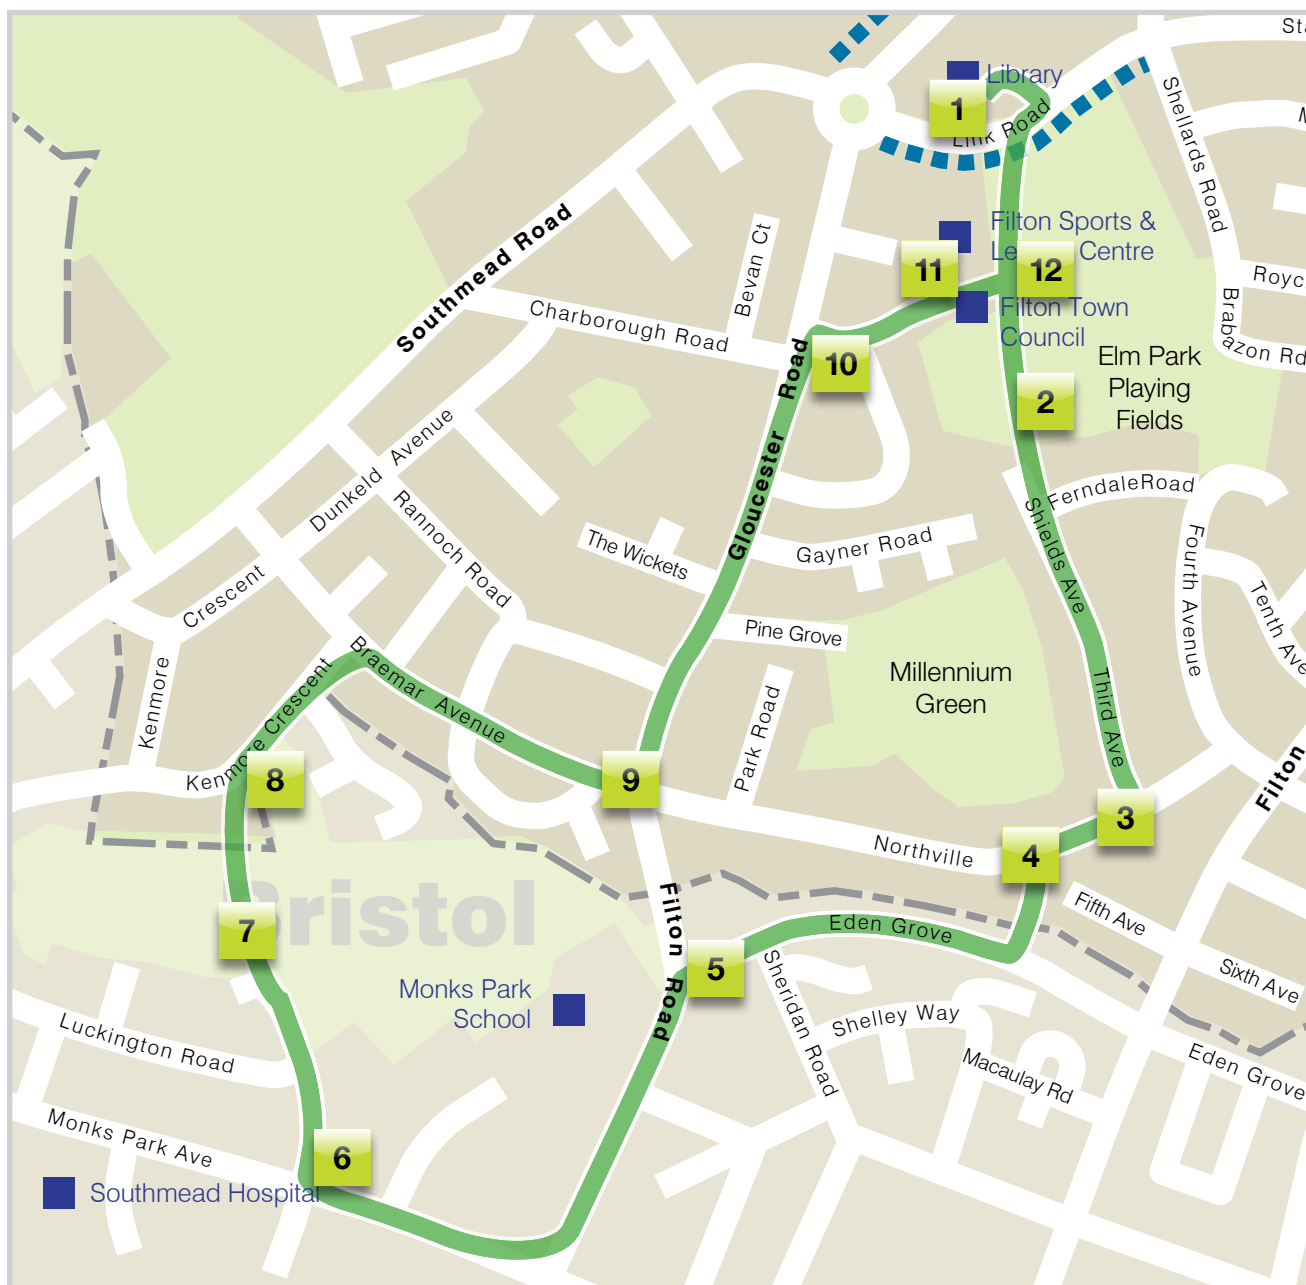 Sta
Library
1
Link Road
Shellards Road
M
Filton Sports &
Le Centre
11
12
Filton Town
Council
Royc
Brabazon Rd
Southmead Road
Bevan Ct
Charborough Road
10
Gloucester Road
2
Elm Park
Playing
Fields
Dunkeld Avenue
Rannoch Road
FerndaleRoad
Shields Ave
Fourth Avenue
Tenth Ave
The Wickets
Gayner Road
Crescent
Kenmore
Pine Grove
Millennium
Green
Third Ave
Park Road
Braemar Avenue
Kenmore Crescent
8
9
Filton
3
4
Northville
Bristol
7
Filton Road
5
Eden Grove
Fifth Ave
Sixth Ave
Monks Park
School
Sheridan Road
Shelley Way
Macaulay Rd
Eden Grove
Luckington Road
Monks Park Ave
6
Southmead Hospital